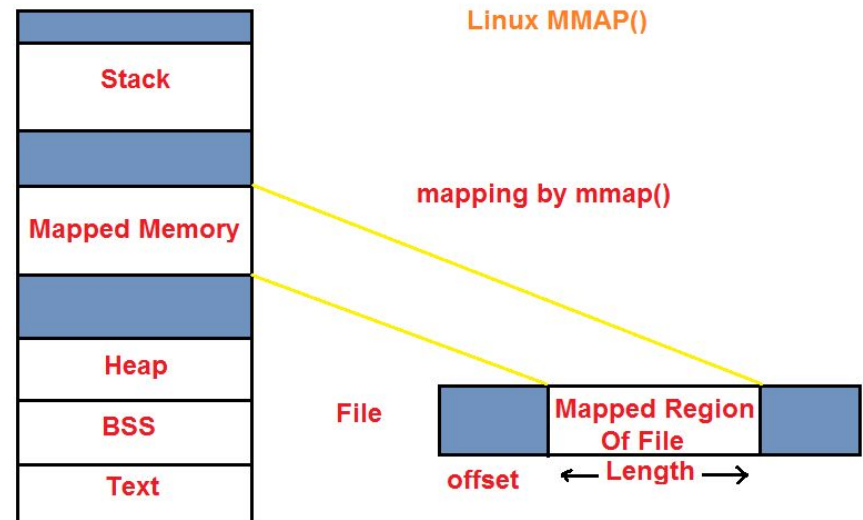 Linux MMAP()
Stack
mapping by mmap()
Mapped Memory
Heap
BSS
Text
File
Mapped Region
Of File
offset
Length